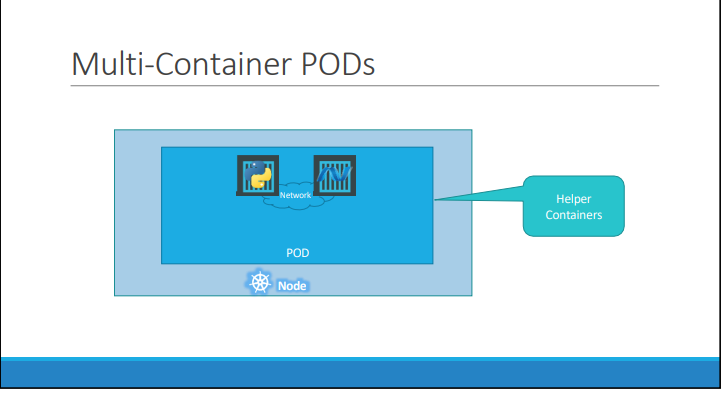 Multi-Container PODs
Network
Helper
Containers
POD
Node